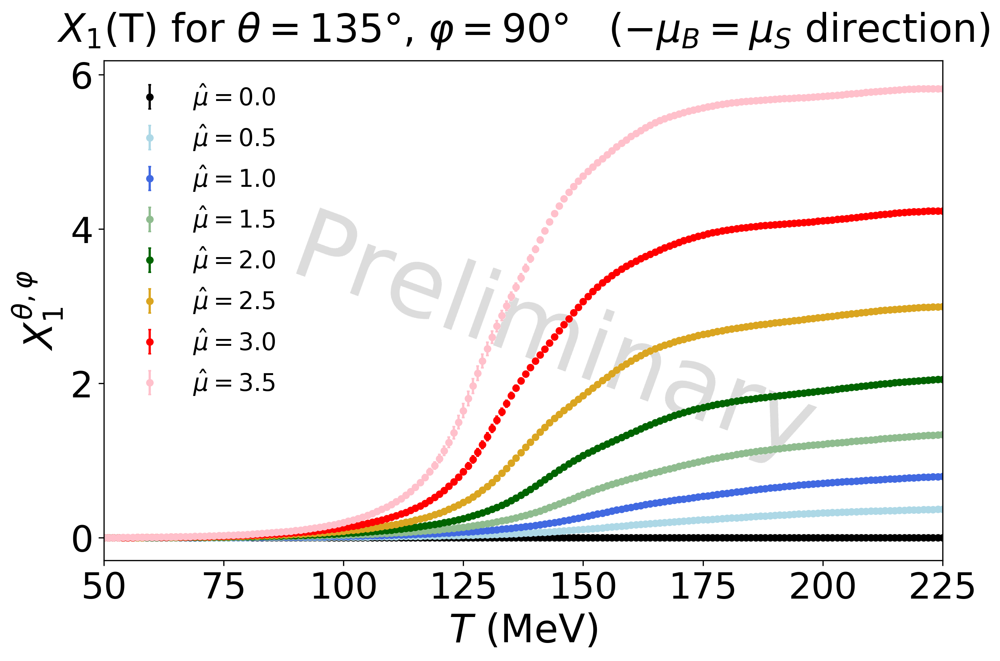 X₁(T) for θ = 135°, φ = 90° (−μ_B = μ_S direction)
6
4
2
0
X₁^θ, φ
μ̂ = 0.0
μ̂ = 0.5
μ̂ = 1.0
μ̂ = 1.5
μ̂ = 2.0
μ̂ = 2.5
μ̂ = 3.0
μ̂ = 3.5
Preliminary
50 75 100 125 150 175 200 225
T (MeV)